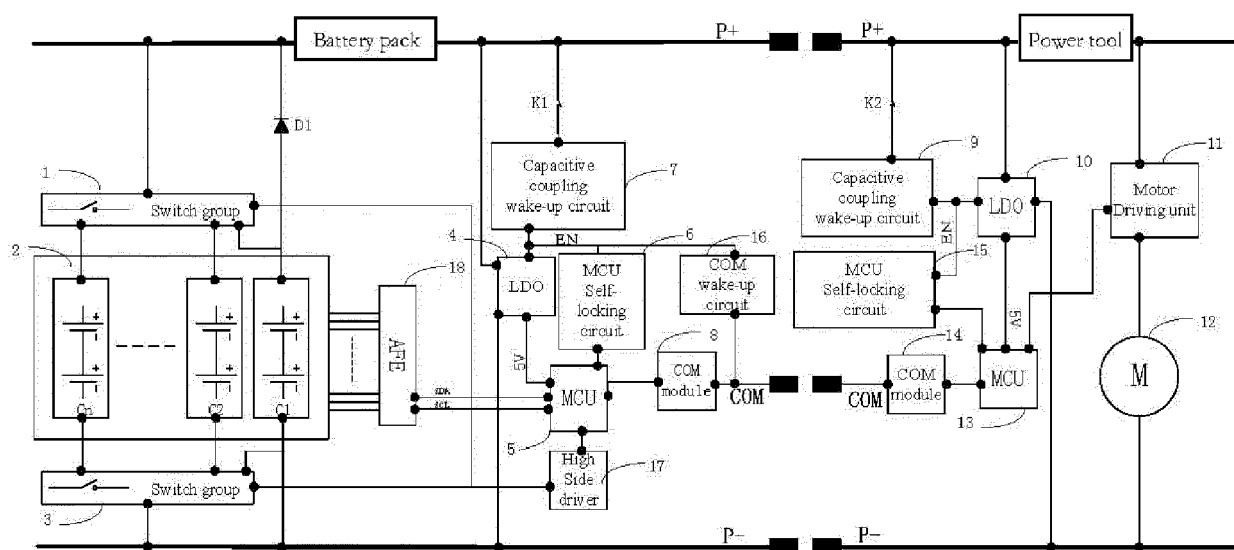 P+
P+
Battery pack
Power tool
K1
K2
D1
1
Switch group
Capacitive
coupling
wake-up circuit
7
Capacitive
coupling
wake-up circuit
9
LDO
10
Motor
Driving unit
11
2
18
4
EN
6
16
EN
15
LDO
MCU
Self-
locking
circuit
COM
wake-up
circuit
MCU
Self-locking
circuit
AFE
5V
8
5V
14
12
M
Cn
C2
C1
SDA
SCL
MCU
COM
module
COM
COM
COM
module
MCU
13
5
High
Side
driver
17
Switch group
3
P-
P-